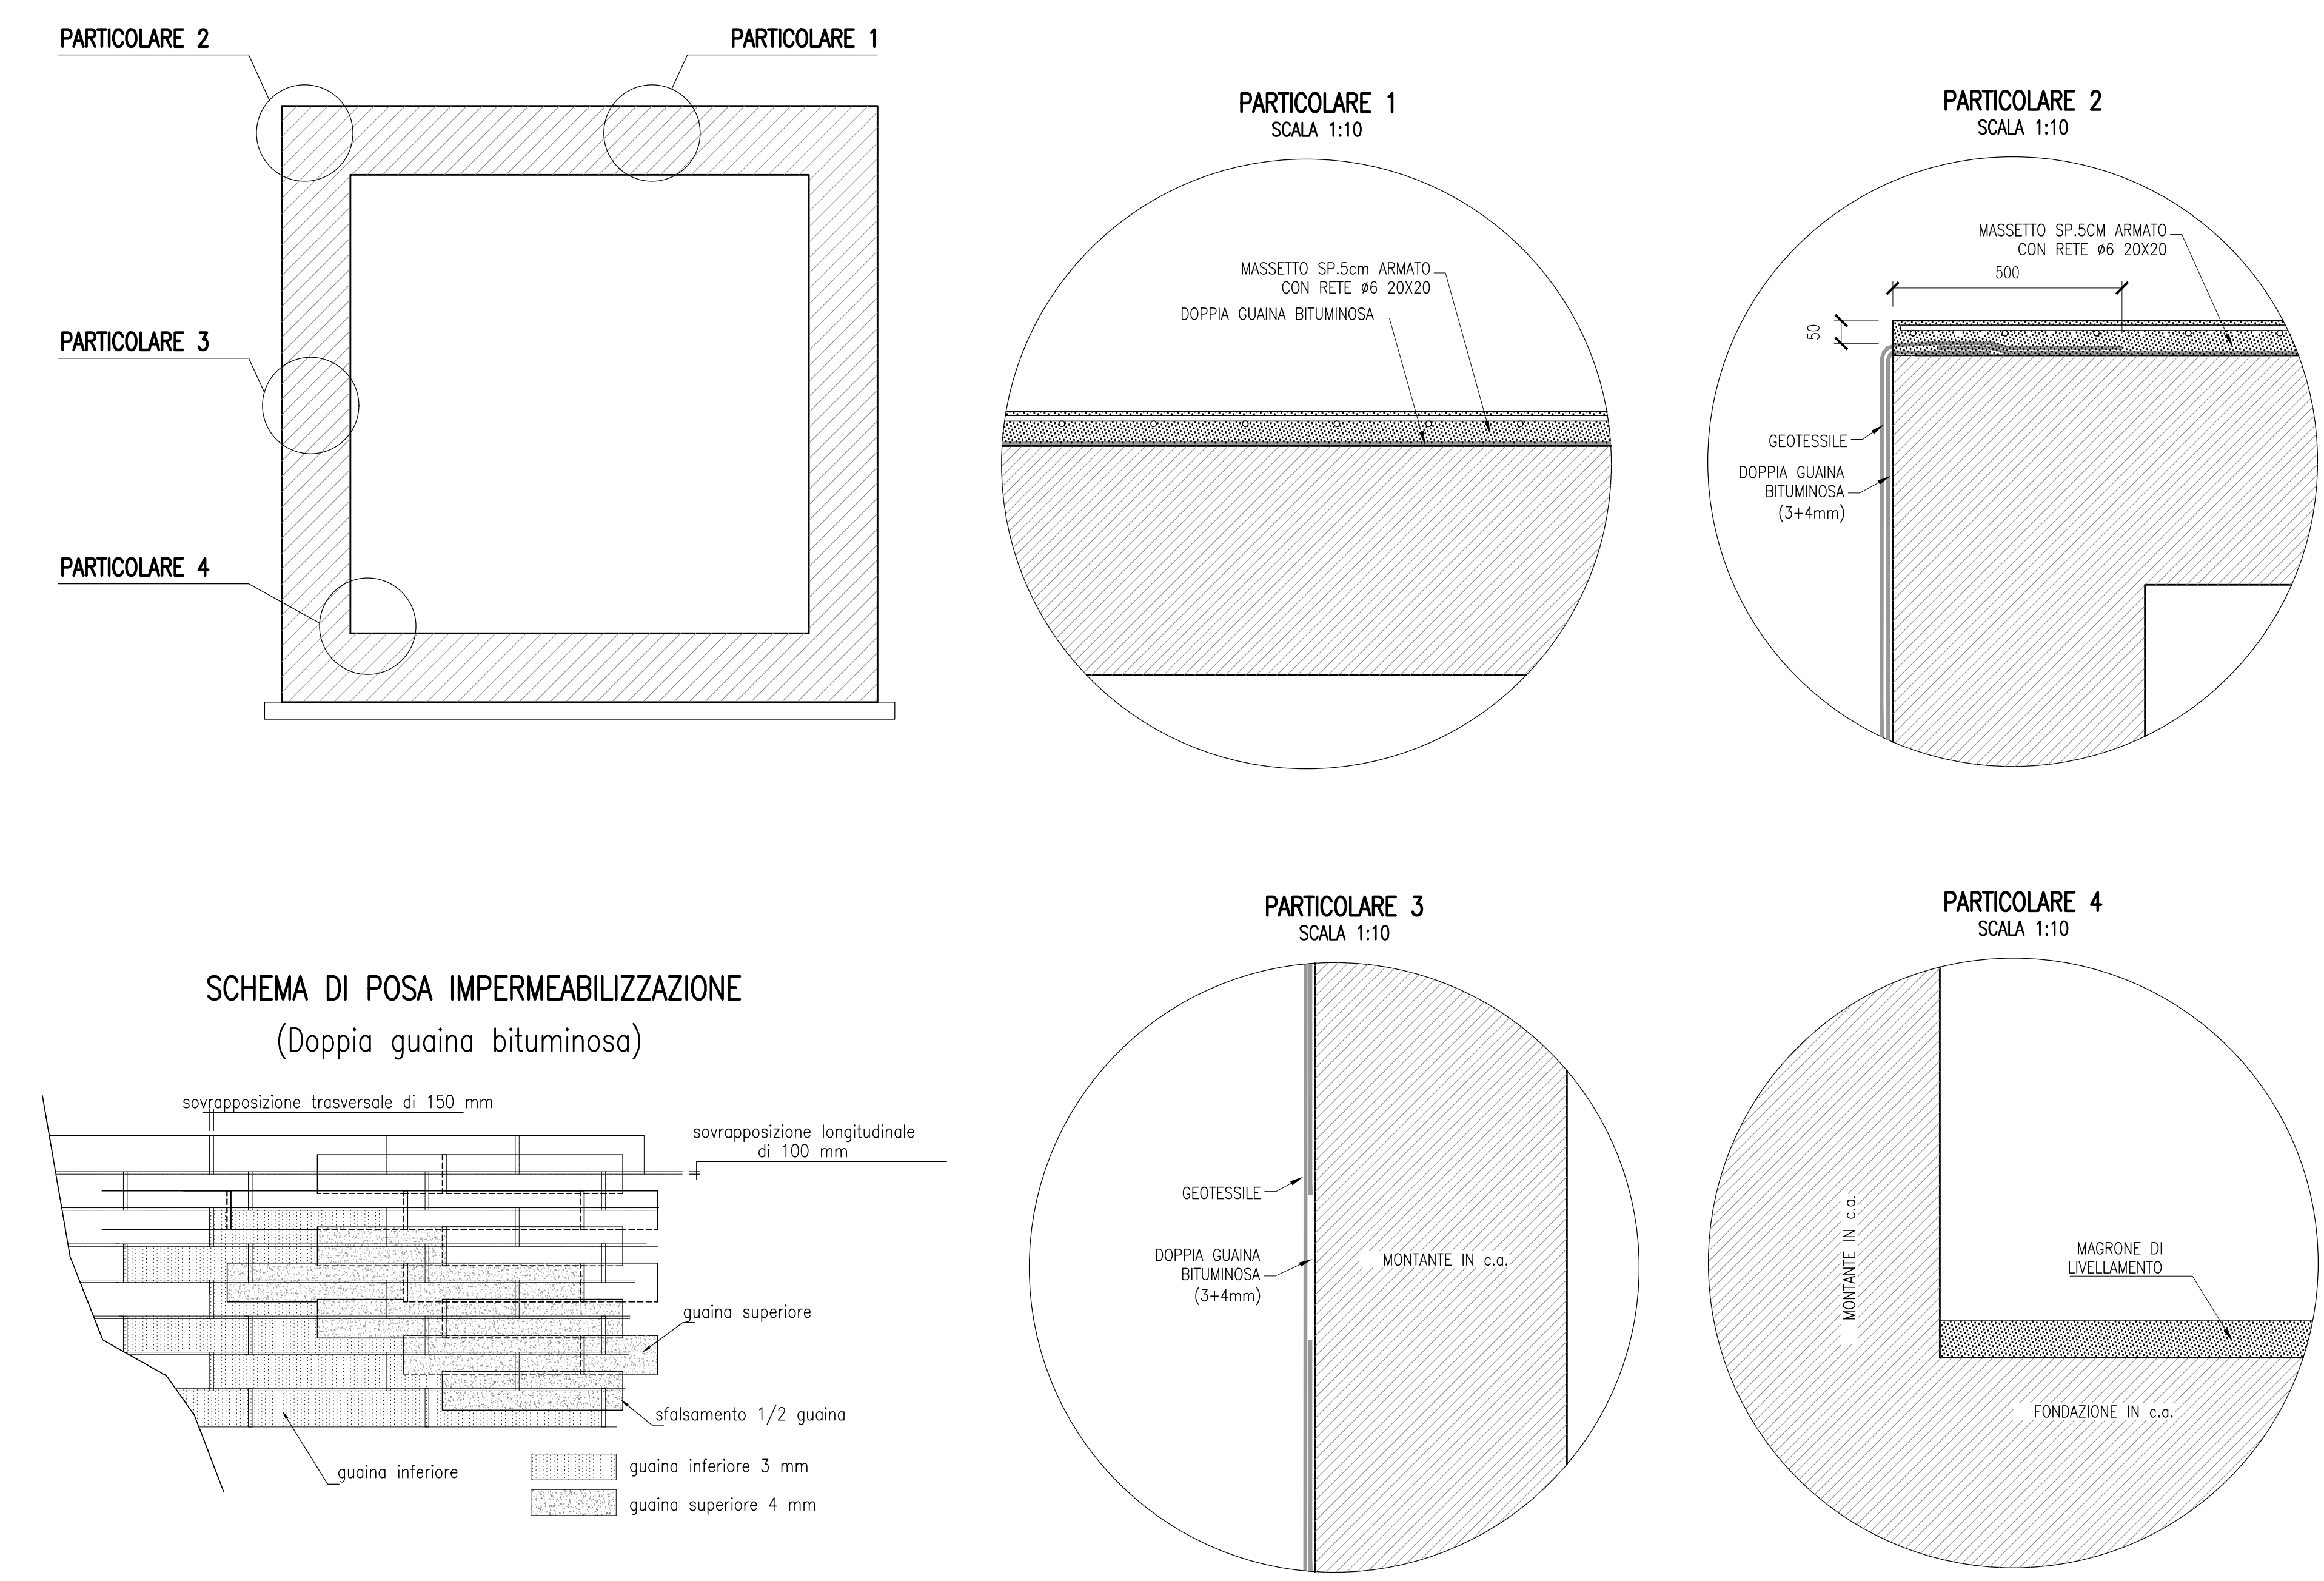 PARTICOLARE 2
PARTICOLARE 1
PARTICOLARE 3
PARTICOLARE 4
PARTICOLARE 1
SCALA 1:10
MASSETTO SP.5cm ARMATO
CON RETE ø6 20X20
DOPPIA GUAINA BITUMINOSA
PARTICOLARE 2
SCALA 1:10
MASSETTO SP.5CM ARMATO
CON RETE ø6 20X20
500
50
GEOTESSILE
DOPPIA GUAINA
BITUMINOSA
(3+4mm)
SCHEMA DI POSA IMPERMEABILIZZAZIONE
(Doppia guaina bituminosa)
sovrapposizione trasversale di 150 mm
sovrapposizione longitudinale
di 100 mm
guaina superiore
sfalsamento 1/2 guaina
guaina inferiore
guaina inferiore 3 mm
guaina superiore 4 mm
PARTICOLARE 3
SCALA 1:10
GEOTESSILE
DOPPIA GUAINA
BITUMINOSA
(3+4mm)
MONTANTE IN c.a.
PARTICOLARE 4
SCALA 1:10
MONTANTE IN c.a.
MAGRONE DI
LIVELLAMENTO
FONDAZIONE IN c.a.